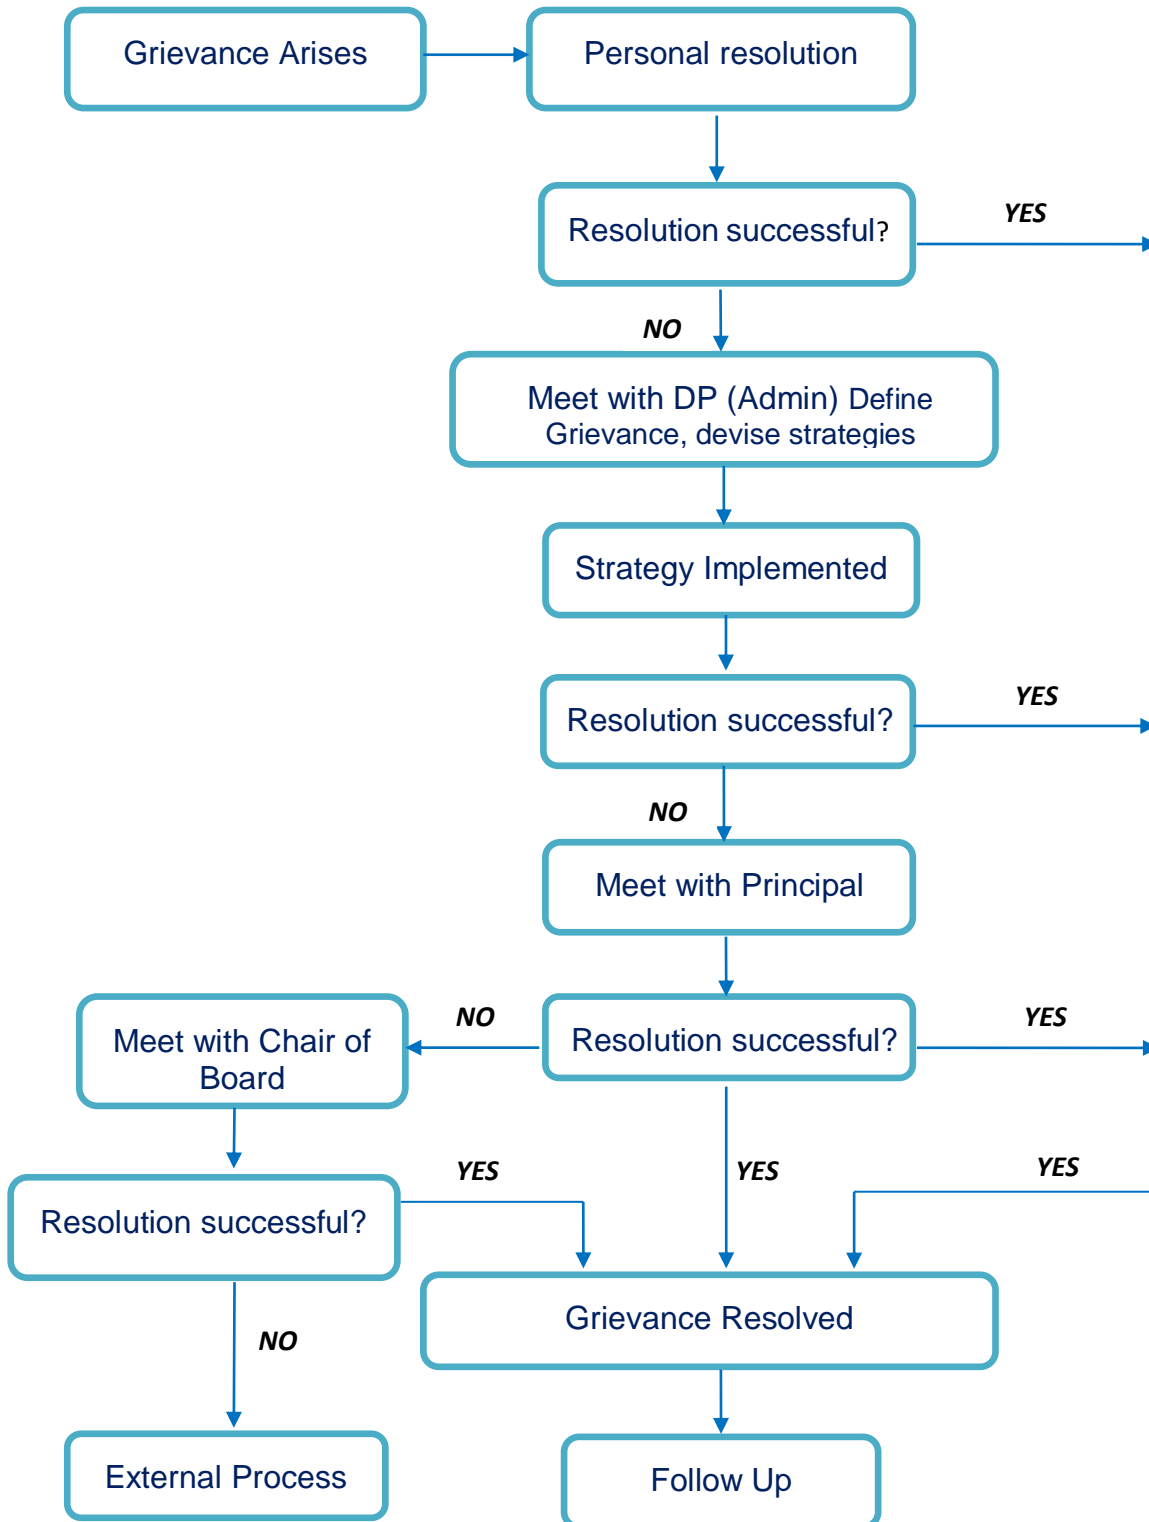 Grievance Arises
Personal resolution
Resolution successful?
YES
NO
Meet with DP (Admin) Define
Grievance, devise strategies
Strategy Implemented
Resolution successful?
YES
NO
Meet with Principal
Resolution successful?
NO
YES
Meet with Chair of
Board
YES
YES
YES
Resolution successful?
Grievance Resolved
NO
External Process
Follow Up